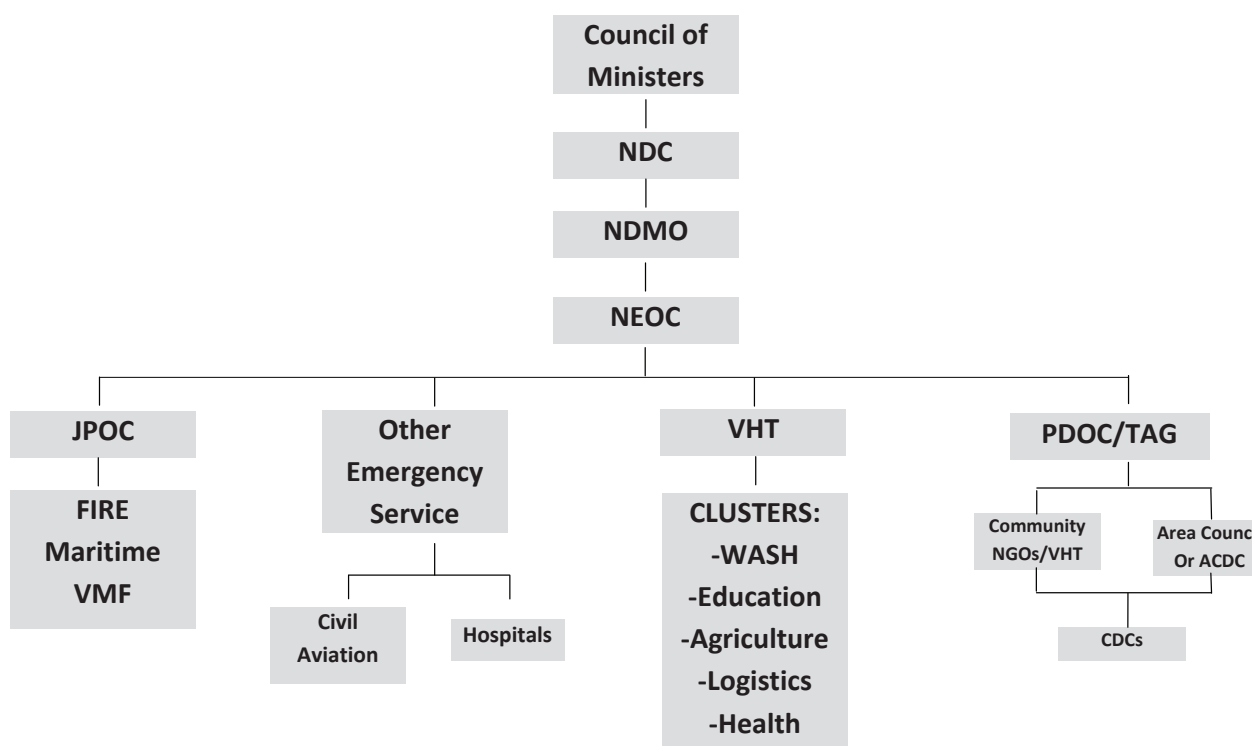 Council of
Ministers
NDC
NDMO
NEOC
JPOC
FIRE
Maritime
VMF
Other
Emergency
Service
Civil
Aviation
Hospitals
VHT
CLUSTERS:
-WASH
-Education
-Agriculture
-Logistics
-Health
PDOC/TAG
Community
NGOs/VHT
Area Counc
Or ACDC
CDCs